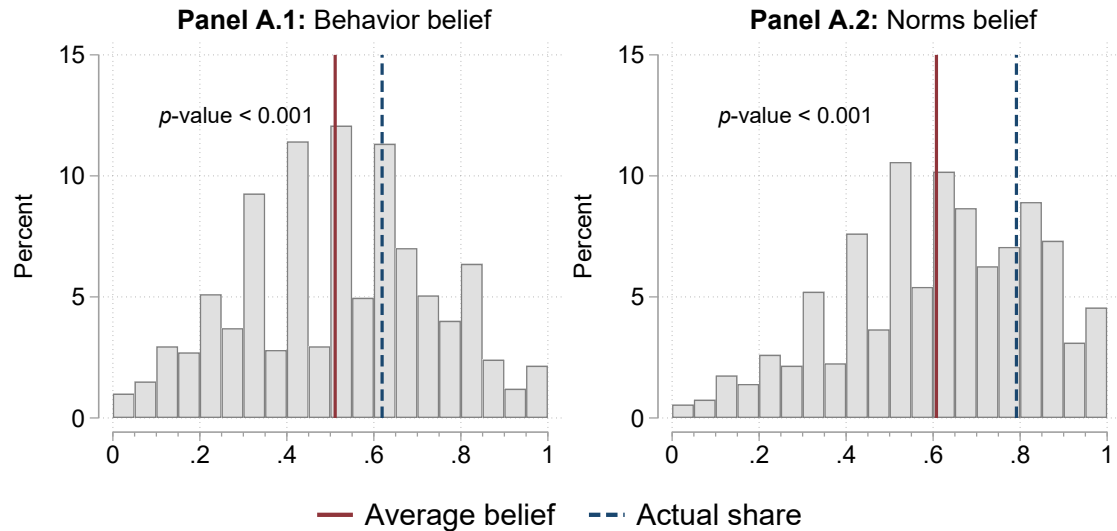 Panel A.1: Behavior belief
15
10
5
0
Percent
p-value < 0.001
0 .2 .4 .6 .8 1
Panel A.2: Norms belief
15
10
5
0
Percent
p-value < 0.001
0 .2 .4 .6 .8 1
Average belief Actual share